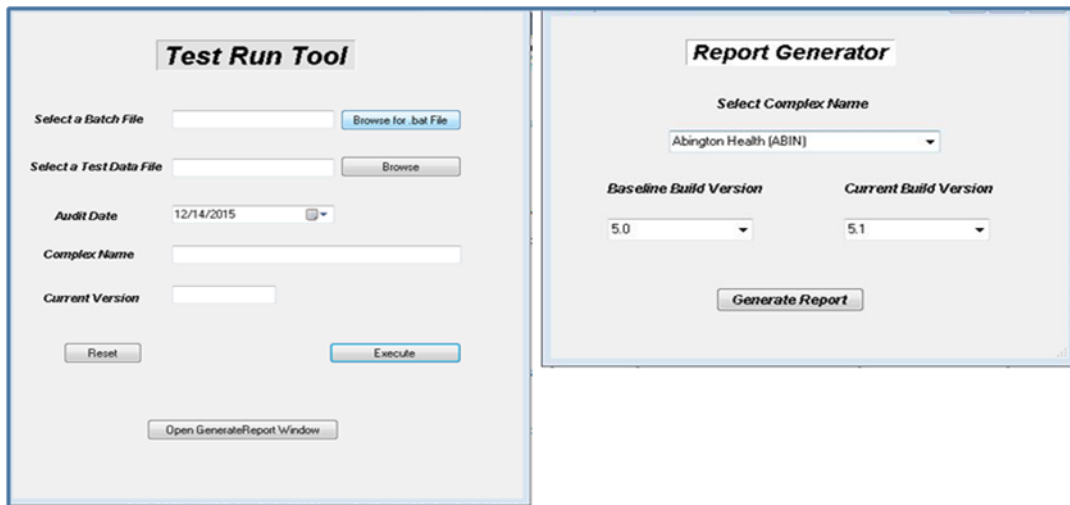 Test Run Tool
Select a Batch File
Browse for .bat File
Select a Test Data File
Browse
Audit Date
12/14/2015
Complex Name
Current Version
Reset
Execute
Open GenerateReport Window
Report Generator
Select Complex Name
Abington Health (ABIN)
Baseline Build Version
Current Build Version
5.0
5.1
Generate Report